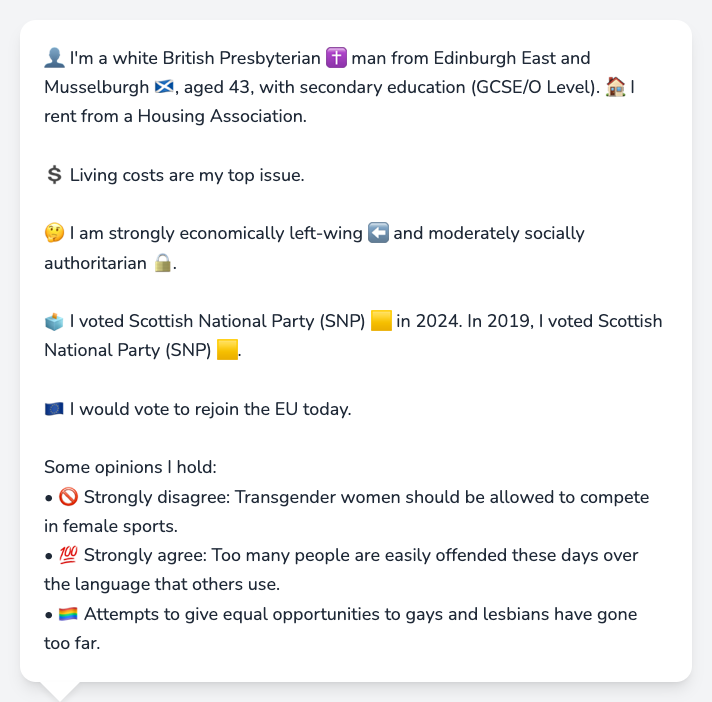 👤 I'm a white British Presbyterian ✝️ man from Edinburgh East and
Musselburgh 🏴󠁧󠁢󠁳󠁣󠁴󠁿, aged 43, with secondary education (GCSE/O Level). 🏠 I
rent from a Housing Association.
💲 Living costs are my top issue.
🤔 I am strongly economically left-wing ⬅️ and moderately socially
authoritarian 🔒.
🗳️ I voted Scottish National Party (SNP) 🟨 in 2024. In 2019, I voted Scottish
National Party (SNP) 🟨.
🇪🇺 I would vote to rejoin the EU today.
Some opinions I hold:
• 🚫 Strongly disagree: Transgender women should be allowed to compete
in female sports.
• 💯 Strongly agree: Too many people are easily offended these days over
the language that others use.
• 🏳️‍🌈 Attempts to give equal opportunities to gays and lesbians have gone
too far.